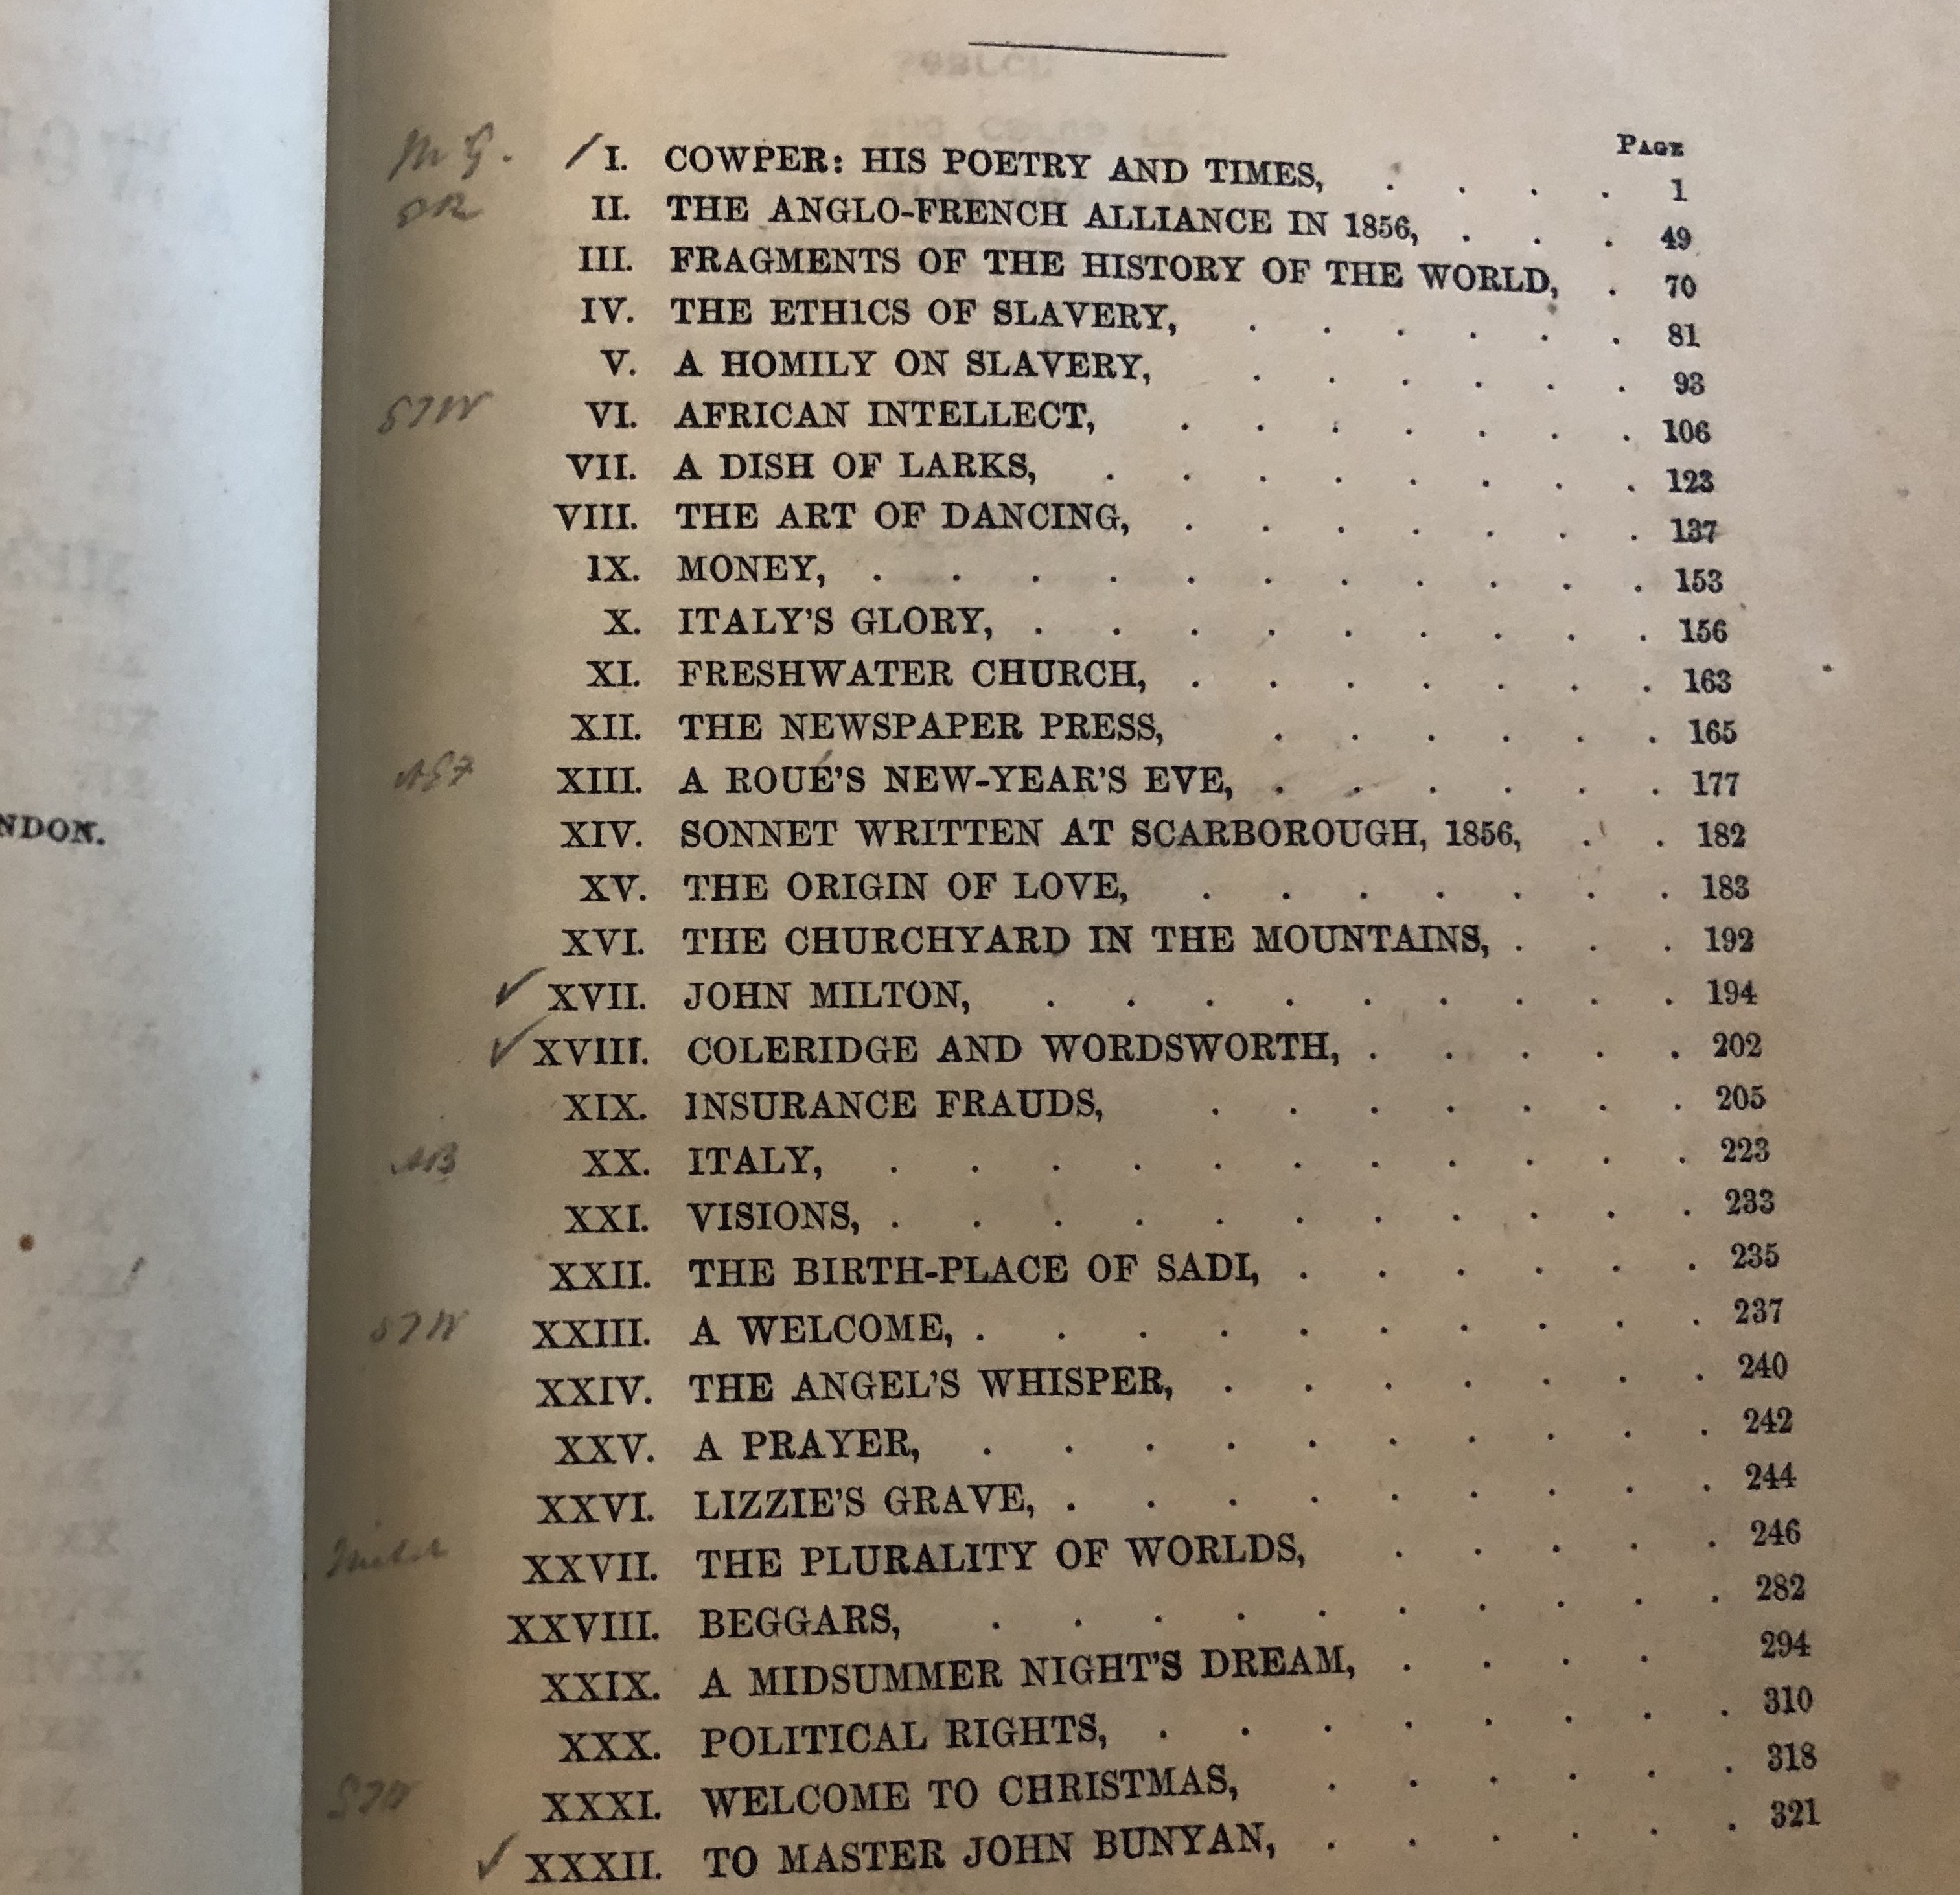 PAGE
M G. / I. COWPER: HIS POETRY AND TIMES, . . . . 1
II. THE ANGLO-FRENCH ALLIANCE IN 1856, . . . 49
III. FRAGMENTS OF THE HISTORY OF THE WORLD, . 70
IV. THE ETHICS OF SLAVERY, . . . . . . 81
V. A HOMILY ON SLAVERY, . . . . . . 93
STW VI. AFRICAN INTELLECT, . . . . . . . 106
VII. A DISH OF LARKS, . . . . . . . . 123
VIII. THE ART OF DANCING, . . . . . . . 137
IX. MONEY, . . . . . . . . . . . 153
X. ITALY'S GLORY, . . . . . . . . . 156
XI. FRESHWATER CHURCH, . . . . . . . 163
XII. THE NEWSPAPER PRESS, . . . . . . 165
XIII. A ROUÉ'S NEW-YEAR'S EVE, . . . . . . 177
NDON.
XIV. SONNET WRITTEN AT SCARBOROUGH, 1856, . . 182
XV. THE ORIGIN OF LOVE, . . . . . . . 183
XVI. THE CHURCHYARD IN THE MOUNTAINS, . . . 192
✓ XVII. JOHN MILTON, . . . . . . . . . 194
✓ XVIII. COLERIDGE AND WORDSWORTH, . . . . . 202
XIX. INSURANCE FRAUDS, . . . . . . . 205
AB XX. ITALY, . . . . . . . . . . . 223
XXI. VISIONS, . . . . . . . . . . . 233
XXII. THE BIRTH-PLACE OF SADI, . . . . . . 235
STW XXIII. A WELCOME, . . . . . . . . . . 237
XXIV. THE ANGEL'S WHISPER, . . . . . . . 240
XXV. A PRAYER, . . . . . . . . . . 242
XXVI. LIZZIE'S GRAVE, . . . . . . . . . 244
XXVII. THE PLURALITY OF WORLDS, . . . . . 246
XXVIII. BEGGARS, . . . . . . . . . . 282
XXIX. A MIDSUMMER NIGHT'S DREAM, . . . . 294
XXX. POLITICAL RIGHTS, . . . . . . . . 310
STW XXXI. WELCOME TO CHRISTMAS, . . . . . . 318
✓ XXXII. TO MASTER JOHN BUNYAN, . . . . . . 321